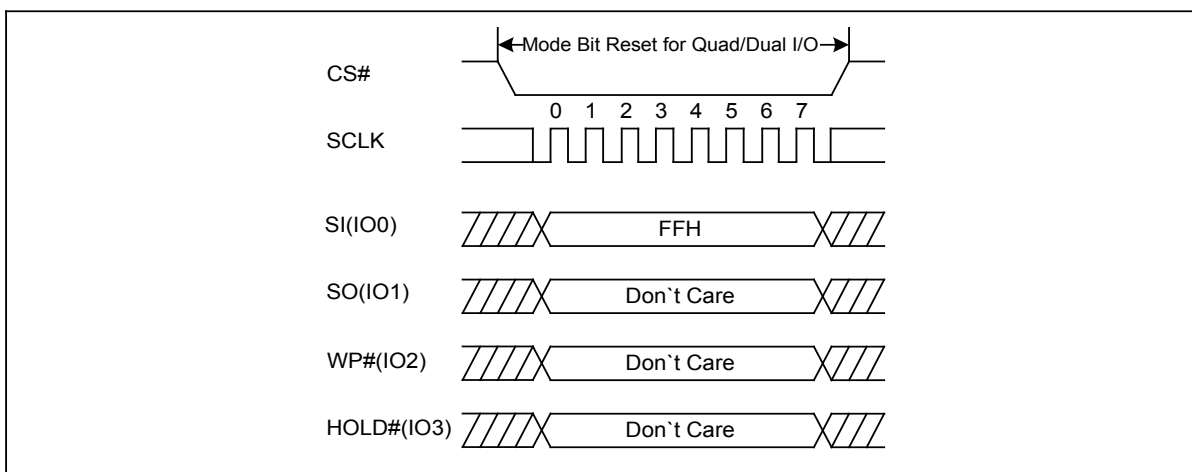 Mode Bit Reset for Quad/Dual I/O
CS#
0 1 2 3 4 5 6 7
SCLK
SI(IO0) FFH
SO(IO1) Don`t Care
WP#(IO2) Don`t Care
HOLD#(IO3) Don`t Care